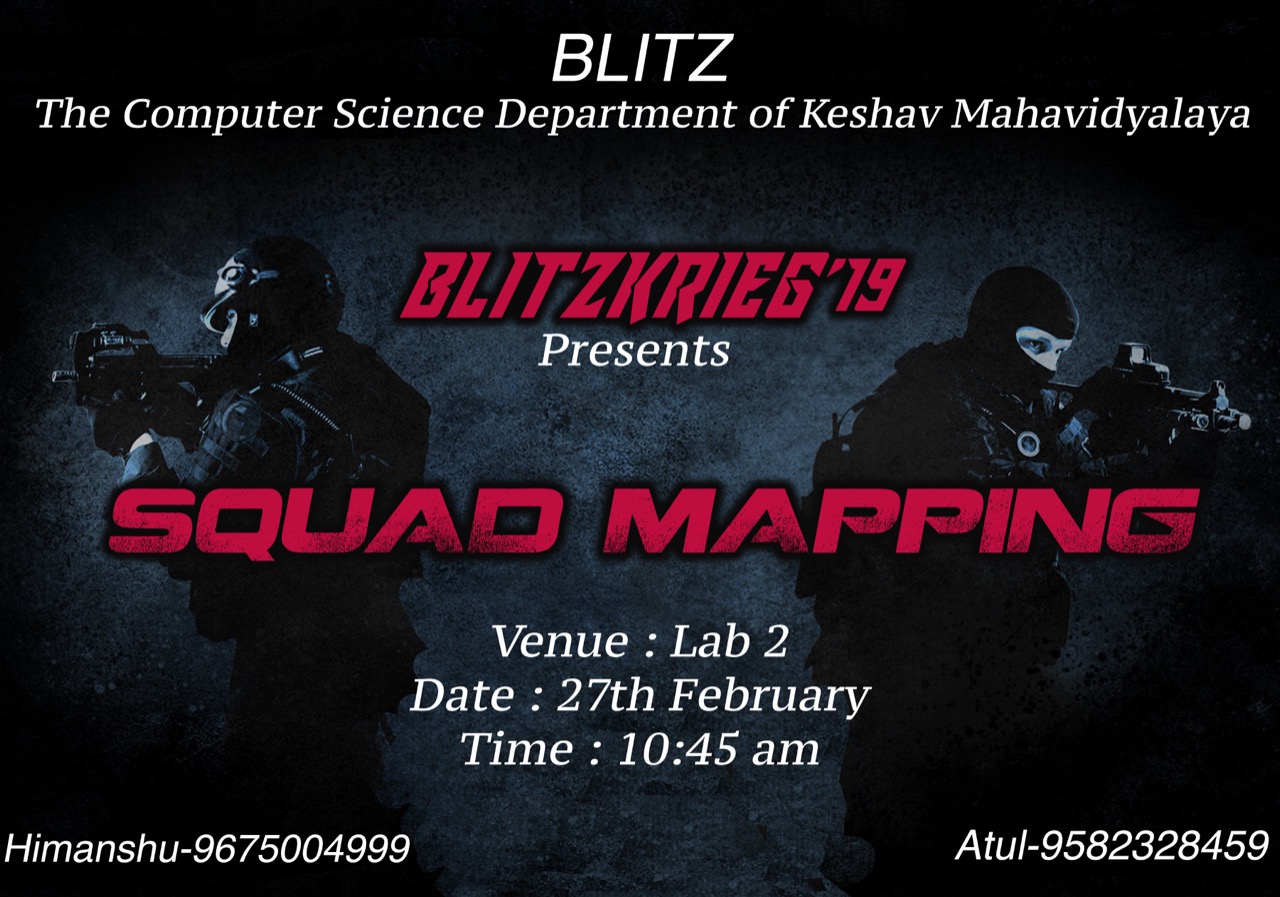 BLITZ
The Computer Science Department of Keshav Mahavidyalaya
BLITZKRIEG'19
Presents
SQUAD MAPPING
Venue : Lab 2
Date : 27th February
Time : 10:45 am
Himanshu-9675004999
Atul-9582328459